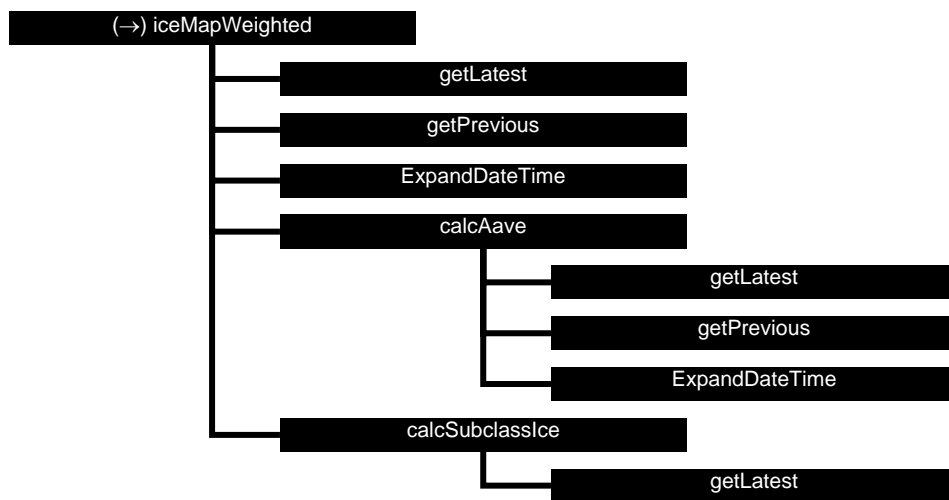 (→) iceMapWeighted
getLatest
getPrevious
ExpandDateTime
calcAave
getLatest
getPrevious
ExpandDateTime
calcSubclassIce
getLatest